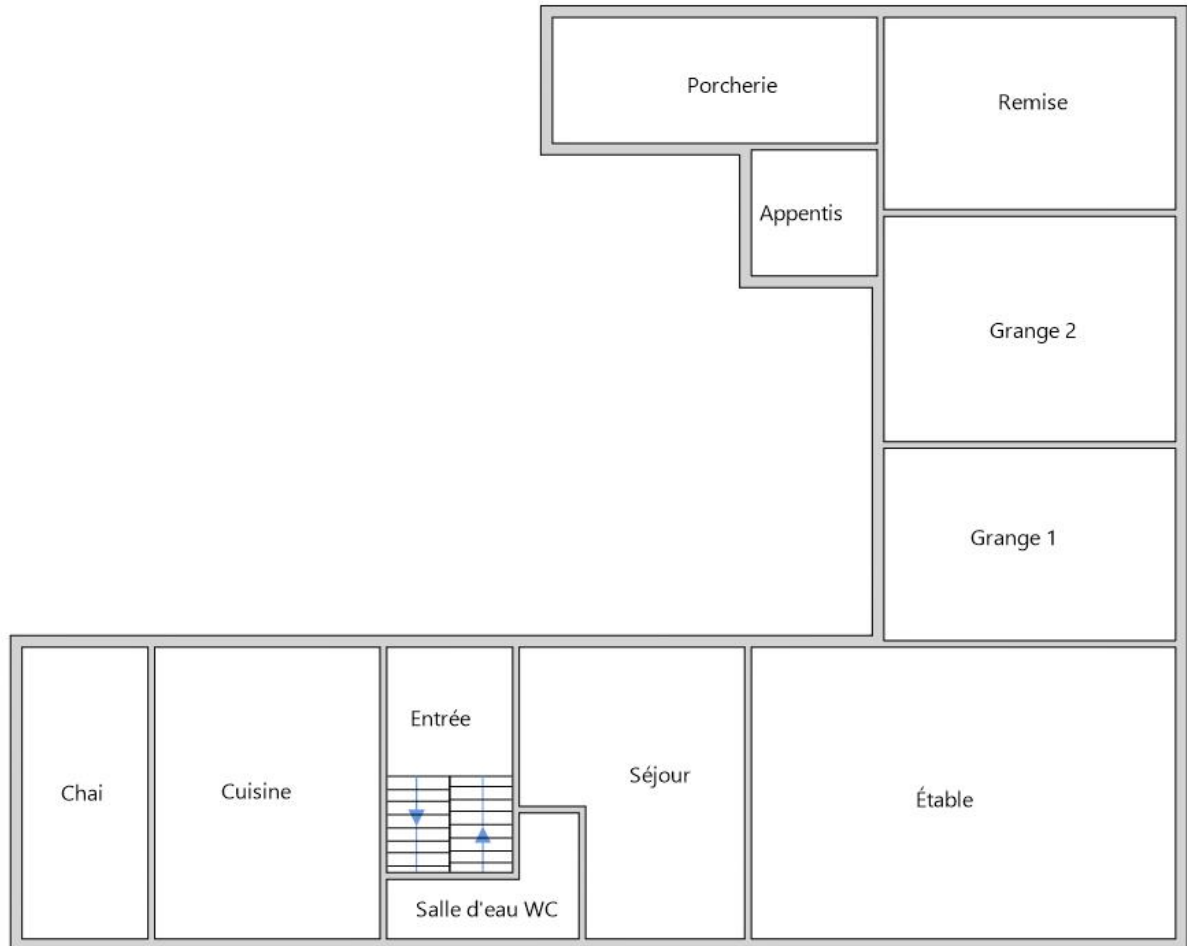 Porcherie
Remise
Appentis
Grange 2
Grange 1
Entrée
Séjour
Chai
Cuisine
Étable
Salle d'eau WC